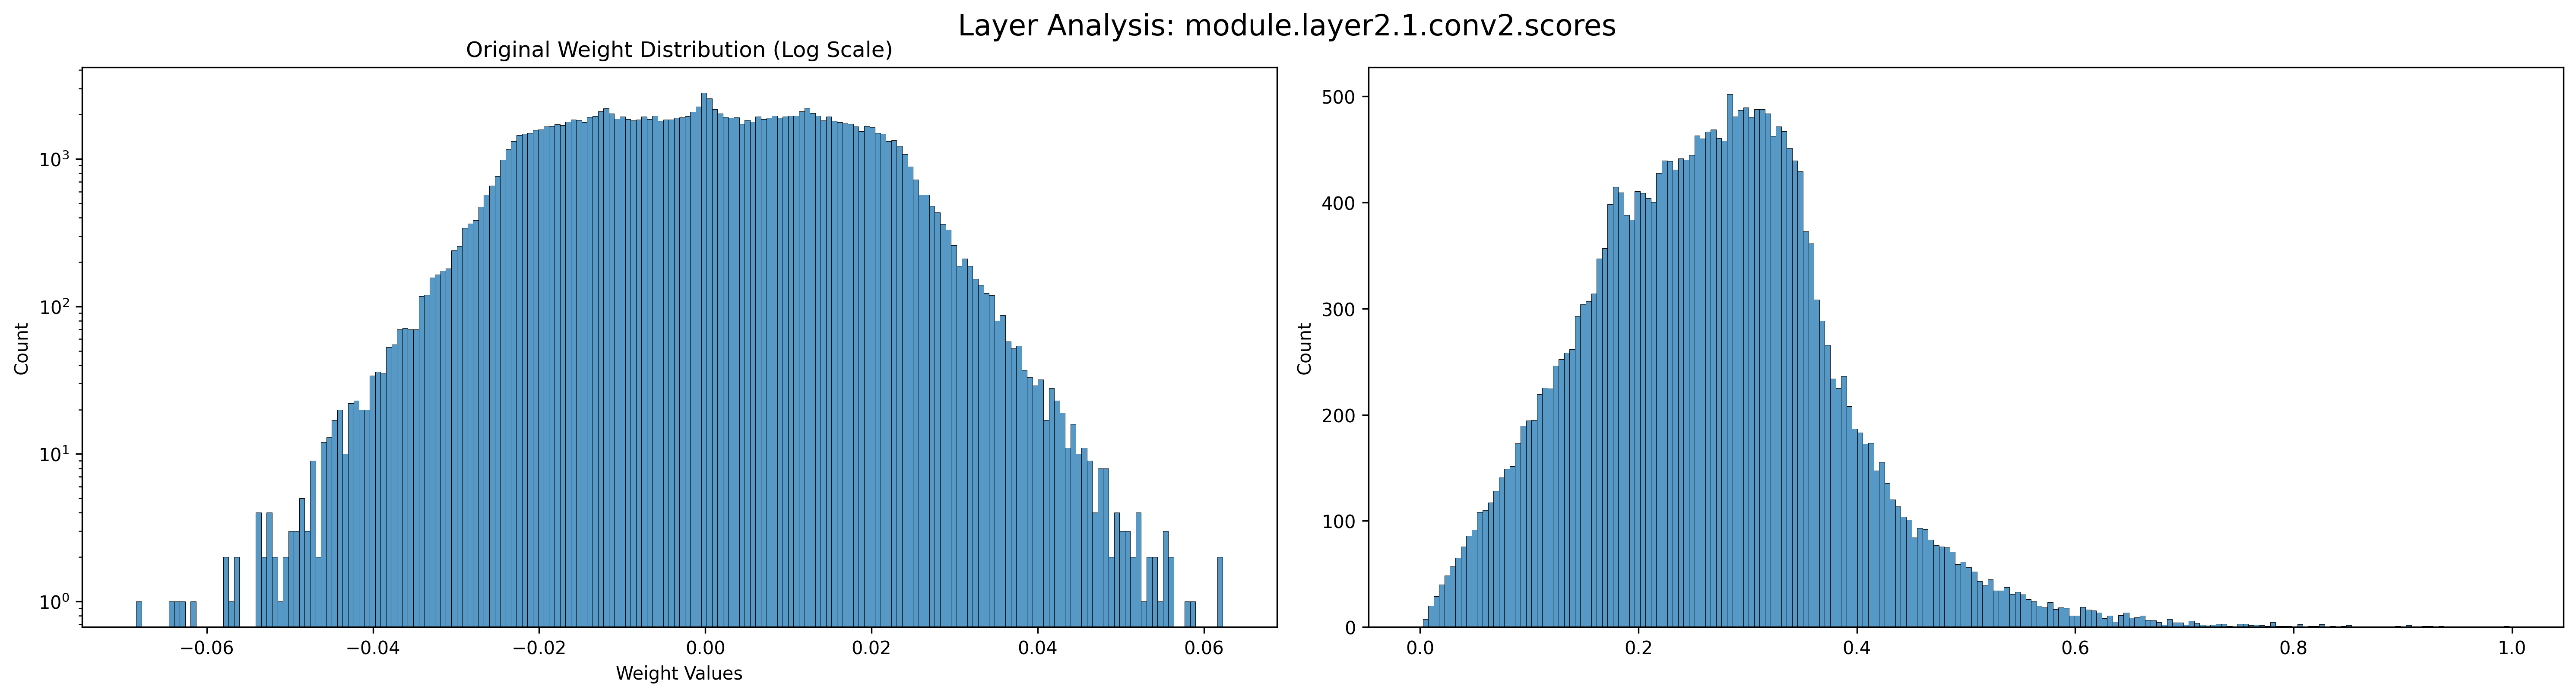 Layer Analysis: module.layer2.1.conv2.scores
Original Weight Distribution (Log Scale)
Count
10³
10²
10¹
10⁰
−0.06 −0.04 −0.02 0.00 0.02 0.04 0.06
Weight Values
Count
500
400
300
200
100
0
0.0 0.2 0.4 0.6 0.8 1.0